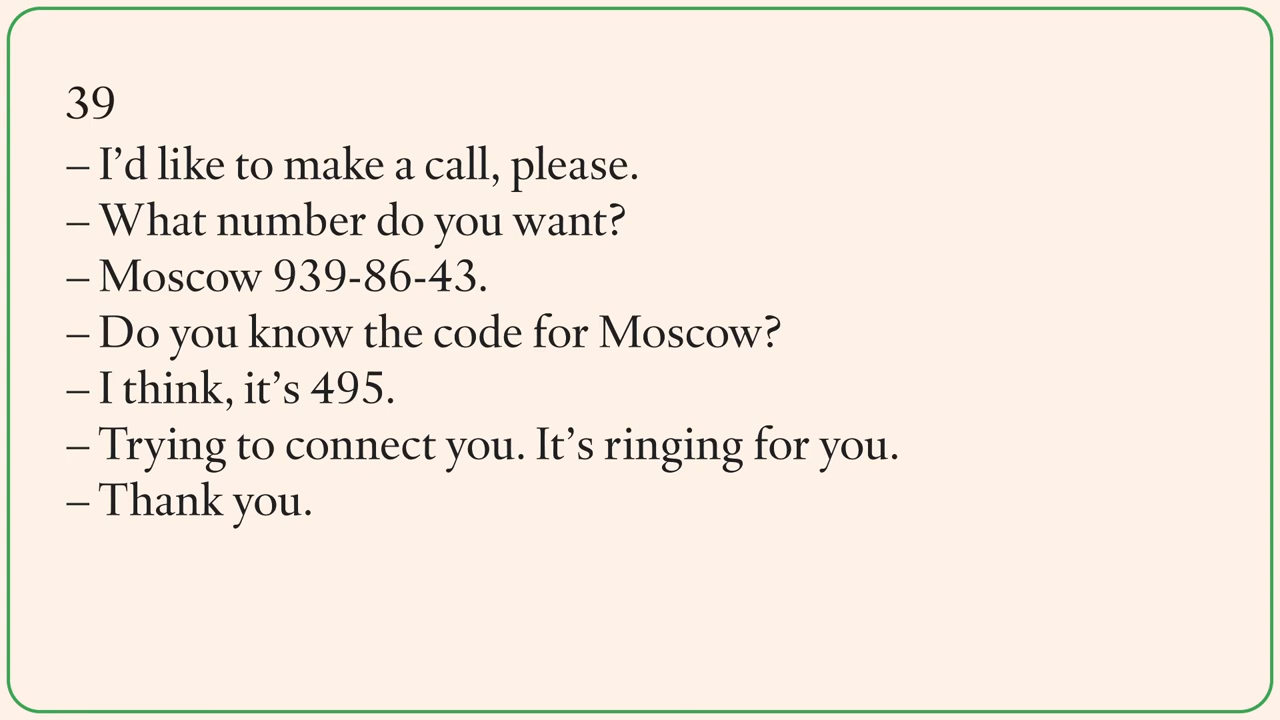 39
– I’d like to make a call, please.
– What number do you want?
– Moscow 939-86-43.
– Do you know the code for Moscow?
– I think, it’s 495.
– Trying to connect you. It’s ringing for you.
– Thank you.